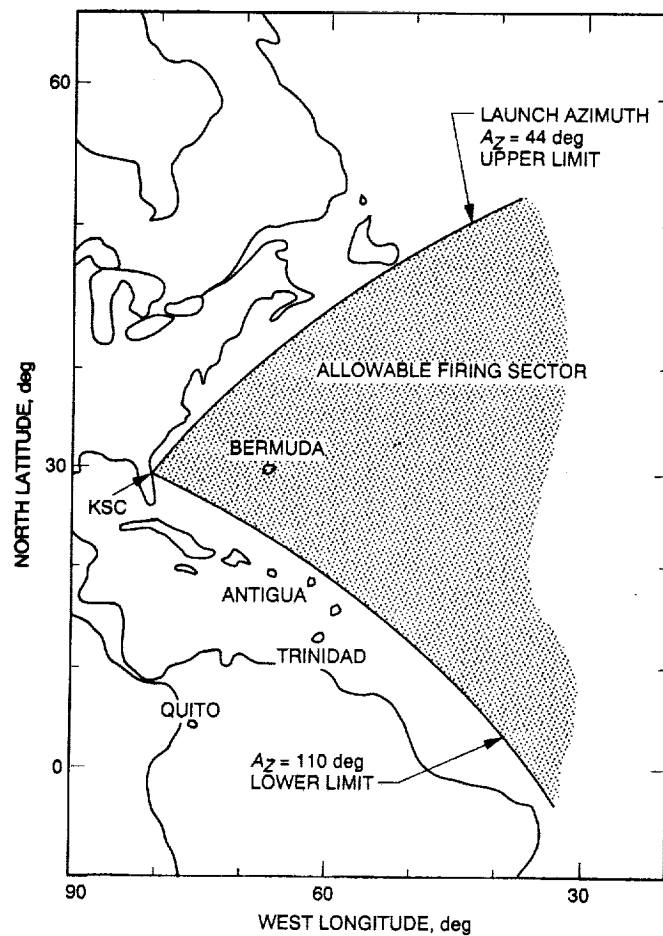 60
LAUNCH AZIMUTH
AZ = 44 deg
UPPER LIMIT
ALLOWABLE FIRING SECTOR
NORTH LATITUDE, deg
BERMUDA
30
KSC
ANTIGUA
TRINIDAD
QUITO
AZ = 110 deg
LOWER LIMIT
0
90
60
30
WEST LONGITUDE, deg